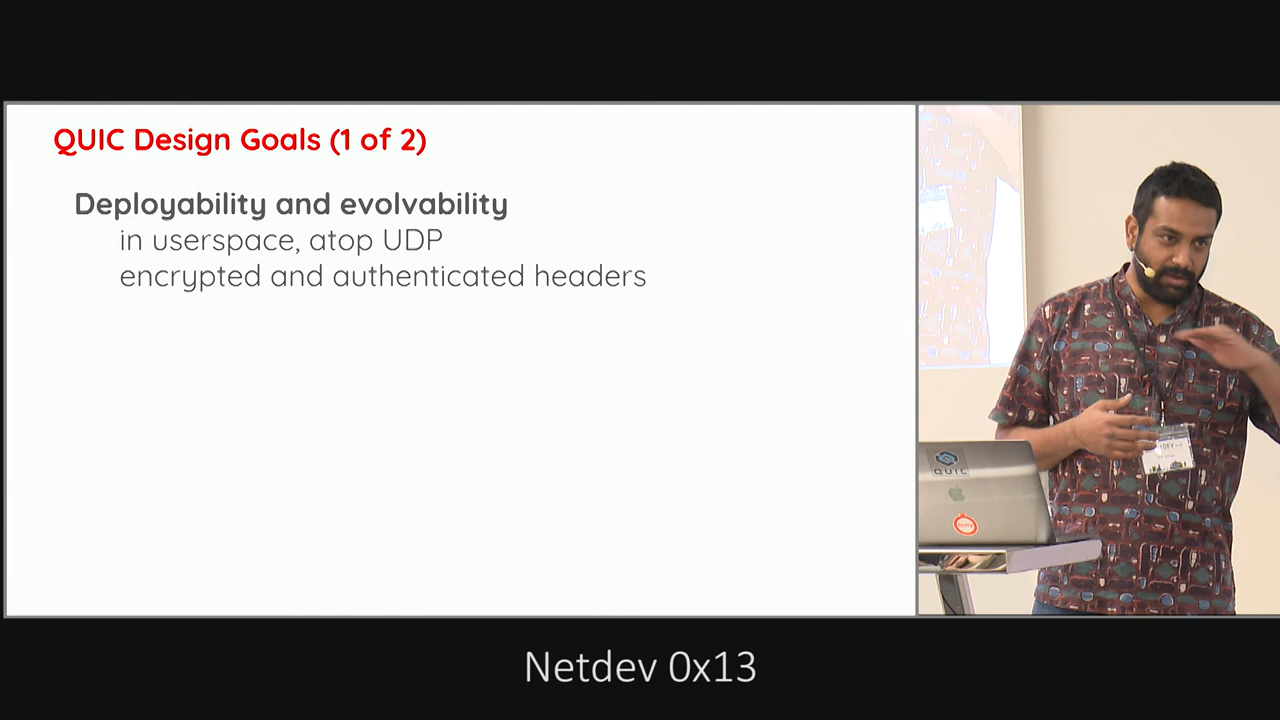 QUIC Design Goals (1 of 2)
Deployability and evolvability
in userspace, atop UDP
encrypted and authenticated headers
QUIC
Netdev 0x13